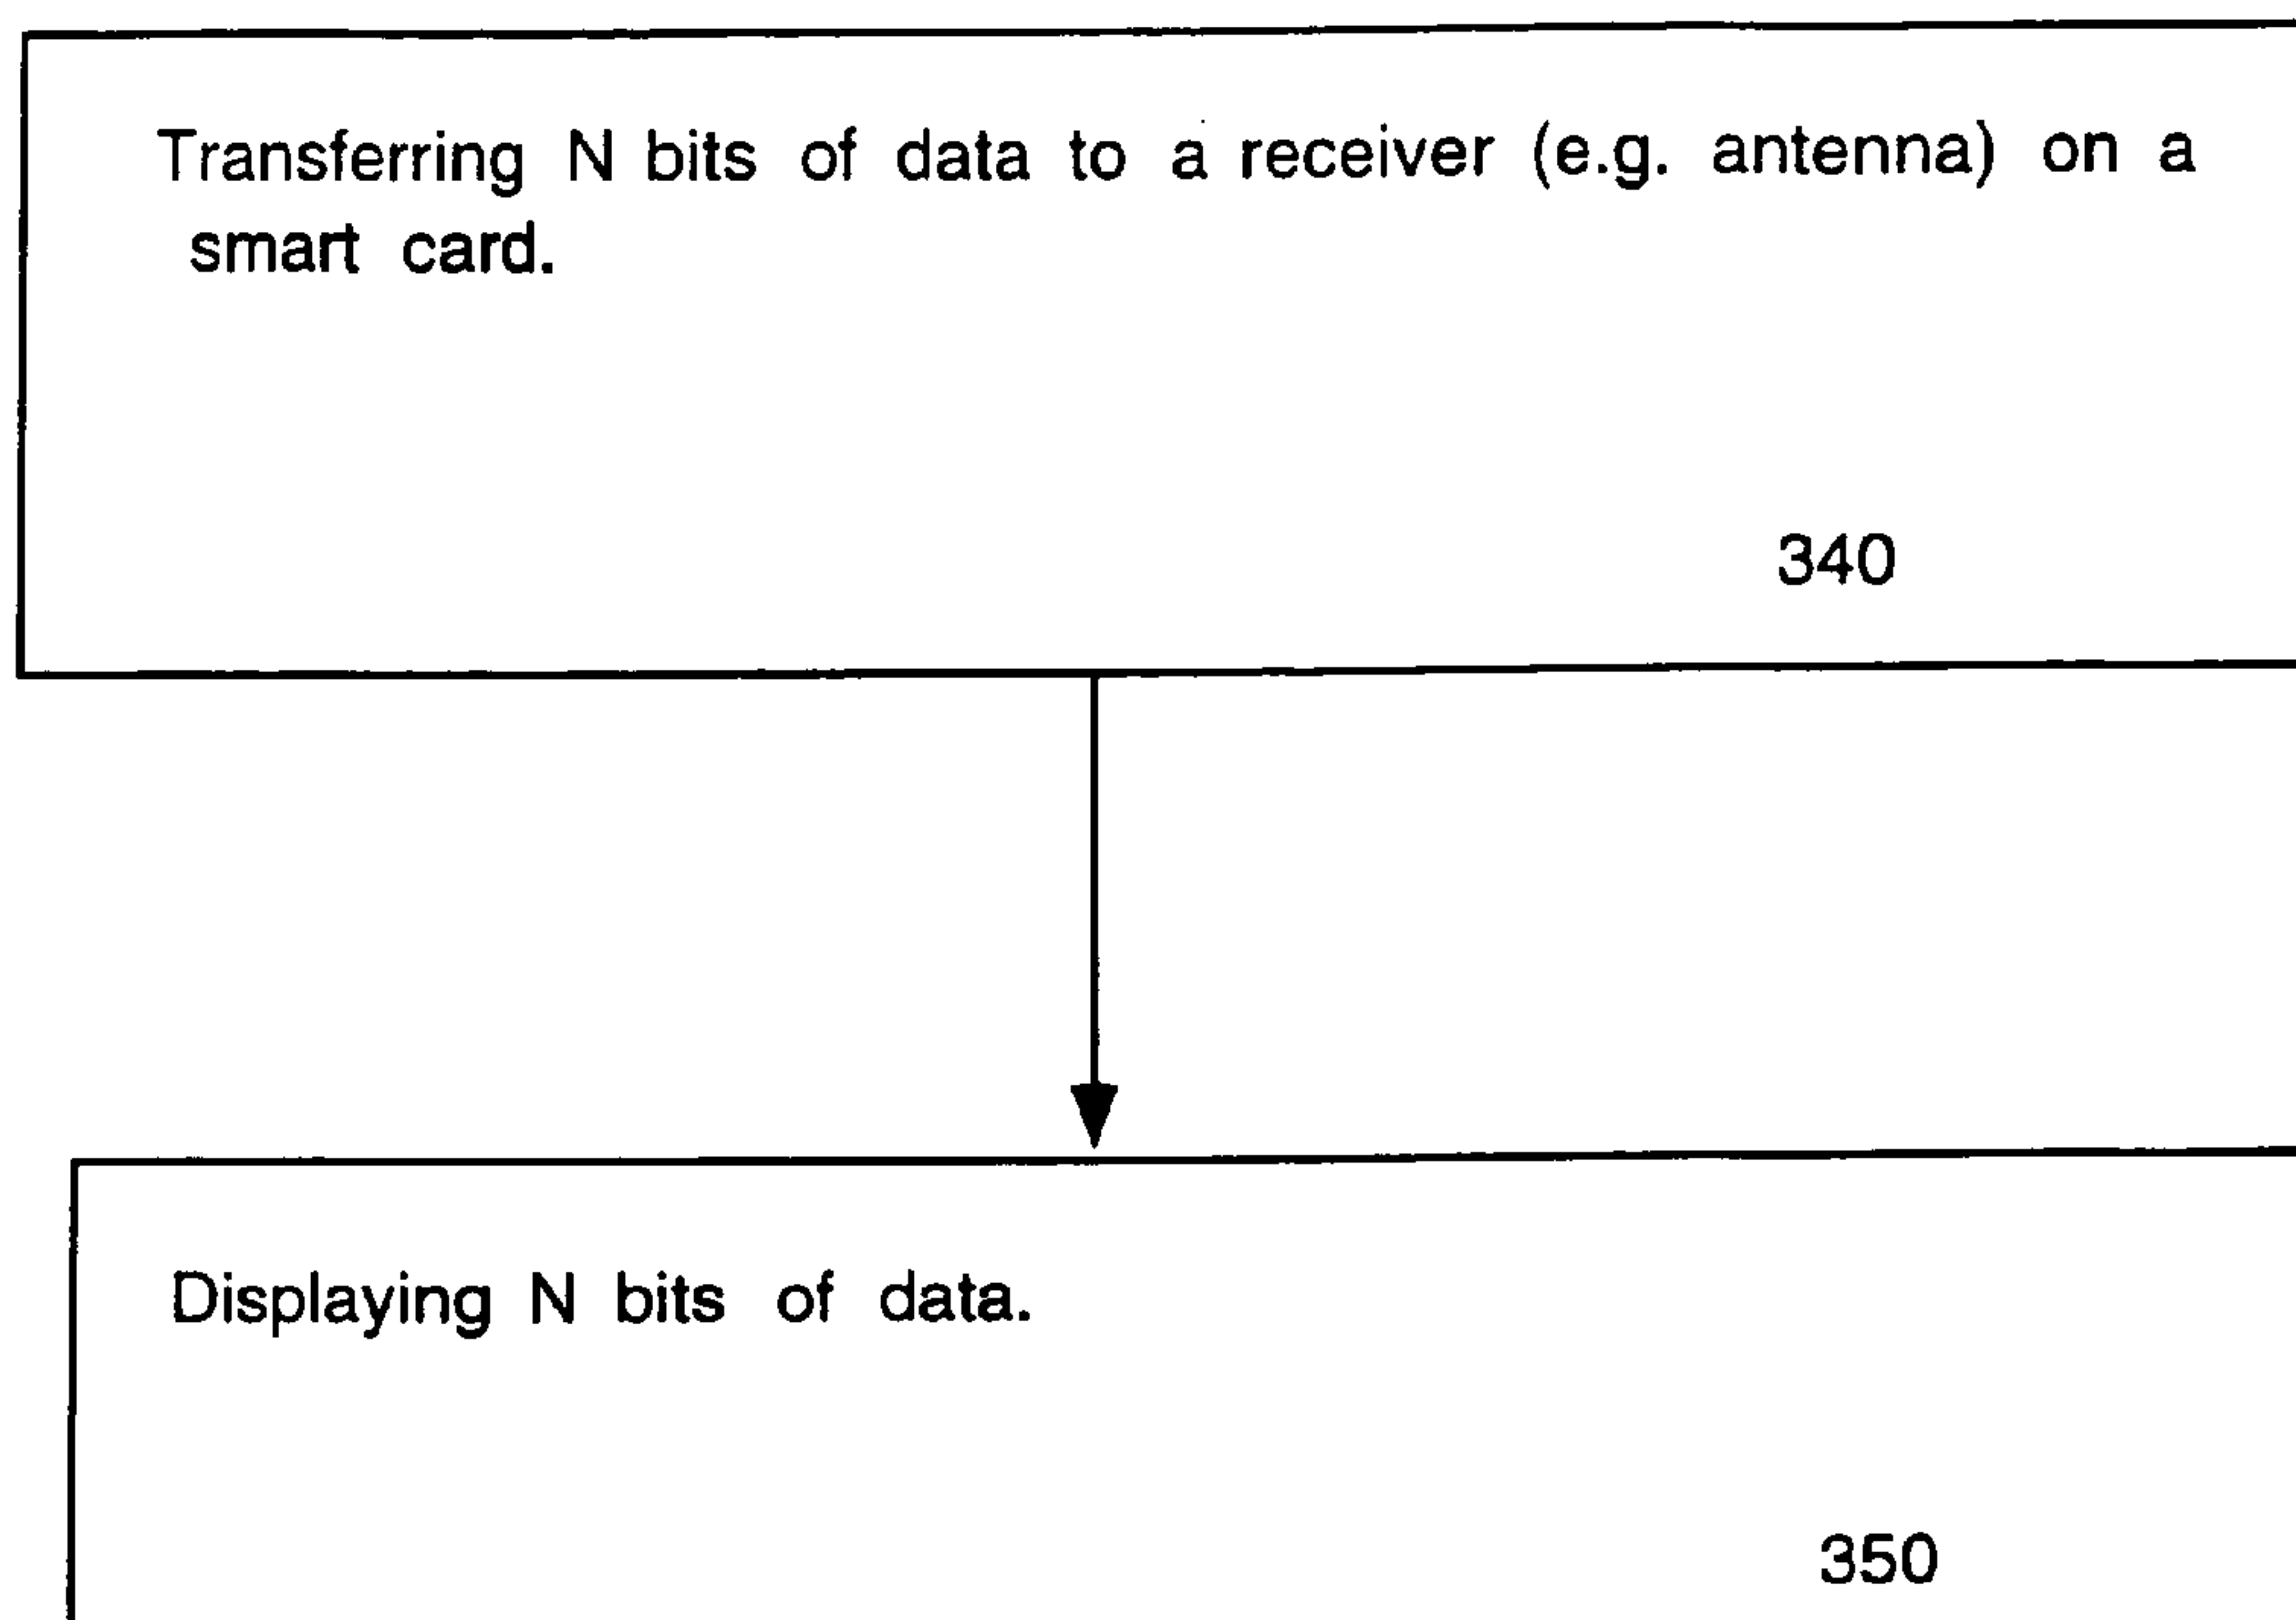 Transferring N bits of data to a receiver (e.g. antenna) on a
smart card.
340
Displaying N bits of data.
350